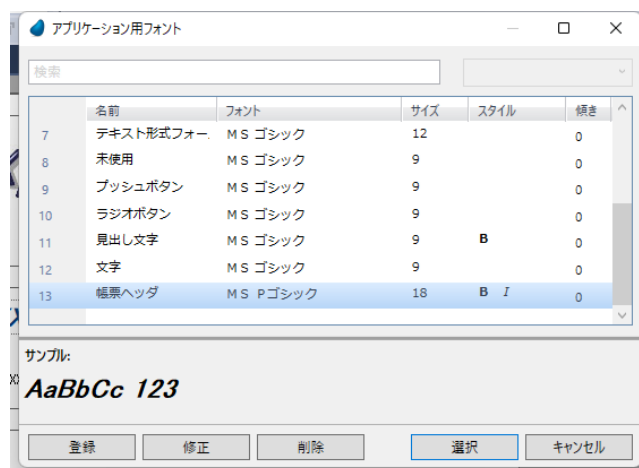 アプリケーション用フォント
検索
名前 フォント サイズ スタイル 傾き
7 テキスト形式フォー. ＭＳ ゴシック 12 0
8 未使用 ＭＳ ゴシック 9 0
9 プッシュボタン ＭＳ ゴシック 9 0
10 ラジオボタン ＭＳ ゴシック 9 0
11 見出し文字 ＭＳ ゴシック 9 B 0
12 文字 ＭＳ ゴシック 9 0
13 帳票ヘッダ ＭＳ Ｐゴシック 18 B I 0
サンプル:
AaBbCc 123
登録 修正 削除 選択 キャンセル